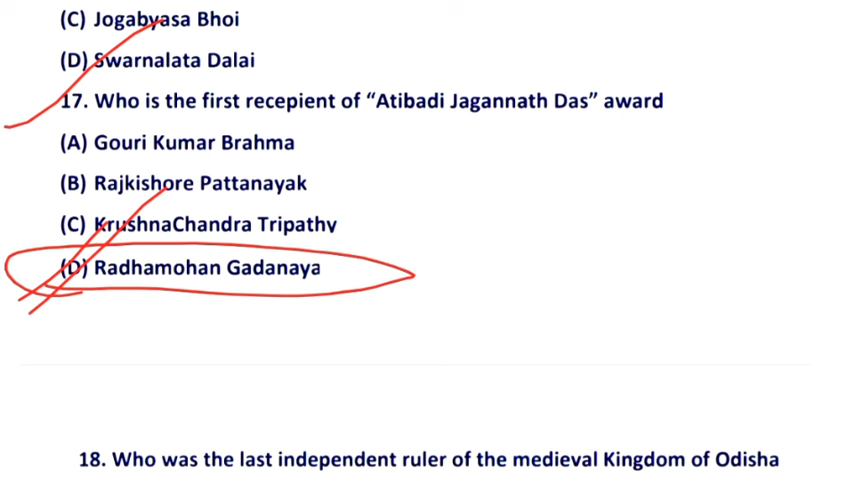 (C) Jogabyasa Bhoi
(D) Swarnalata Dalai
17. Who is the first recepient of “Atibadi Jagannath Das” award
(A) Gouri Kumar Brahma
(B) Rajkishore Pattanayak
(C) KrushnaChandra Tripathy
(D) Radhamohan Gadanaya
18. Who was the last independent ruler of the medieval Kingdom of Odisha